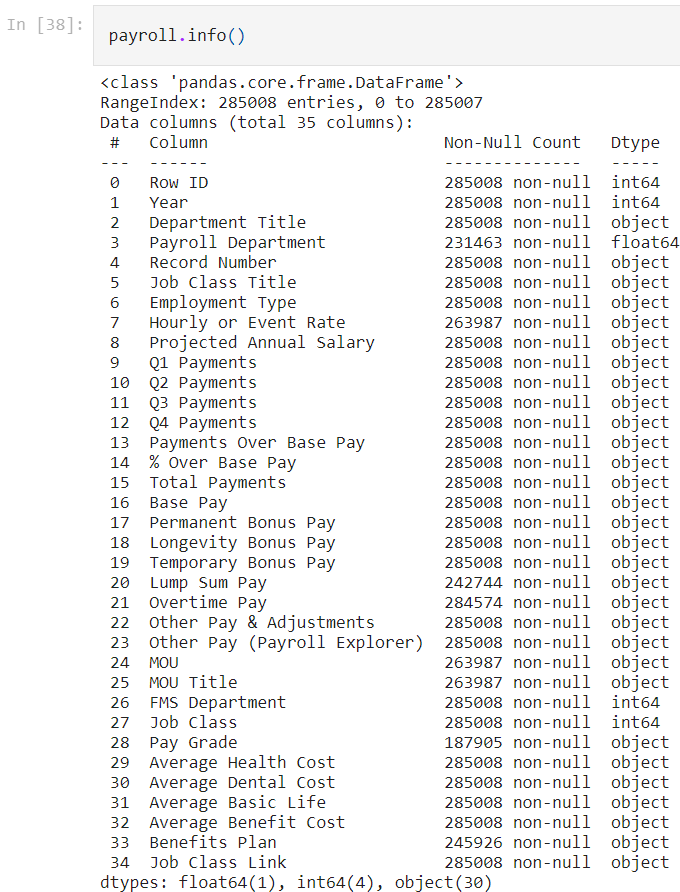 In [38]: payroll.info()
<class 'pandas.core.frame.DataFrame'>
RangeIndex: 285008 entries, 0 to 285007
Data columns (total 35 columns):
 #   Column                        Non-Null Count   Dtype
---  ------                        --------------   -----
 0   Row ID                        285008 non-null  int64
 1   Year                          285008 non-null  int64
 2   Department Title              285008 non-null  object
 3   Payroll Department            231463 non-null  float64
 4   Record Number                 285008 non-null  object
 5   Job Class Title               285008 non-null  object
 6   Employment Type               285008 non-null  object
 7   Hourly or Event Rate          263987 non-null  object
 8   Projected Annual Salary       285008 non-null  object
 9   Q1 Payments                   285008 non-null  object
 10  Q2 Payments                   285008 non-null  object
 11  Q3 Payments                   285008 non-null  object
 12  Q4 Payments                   285008 non-null  object
 13  Payments Over Base Pay        285008 non-null  object
 14  % Over Base Pay               285008 non-null  object
 15  Total Payments                285008 non-null  object
 16  Base Pay                      285008 non-null  object
 17  Permanent Bonus Pay           285008 non-null  object
 18  Longevity Bonus Pay           285008 non-null  object
 19  Temporary Bonus Pay           285008 non-null  object
 20  Lump Sum Pay                  242744 non-null  object
 21  Overtime Pay                  284574 non-null  object
 22  Other Pay & Adjustments       285008 non-null  object
 23  Other Pay (Payroll Explorer)  285008 non-null  object
 24  MOU                           263987 non-null  object
 25  MOU Title                     263987 non-null  object
 26  FMS Department                285008 non-null  int64
 27  Job Class                     285008 non-null  int64
 28  Pay Grade                     187905 non-null  object
 29  Average Health Cost           285008 non-null  object
 30  Average Dental Cost           285008 non-null  object
 31  Average Basic Life            285008 non-null  object
 32  Average Benefit Cost          285008 non-null  object
 33  Benefits Plan                 245926 non-null  object
 34  Job Class Link                285008 non-null  object
dtypes: float64(1), int64(4), object(30)